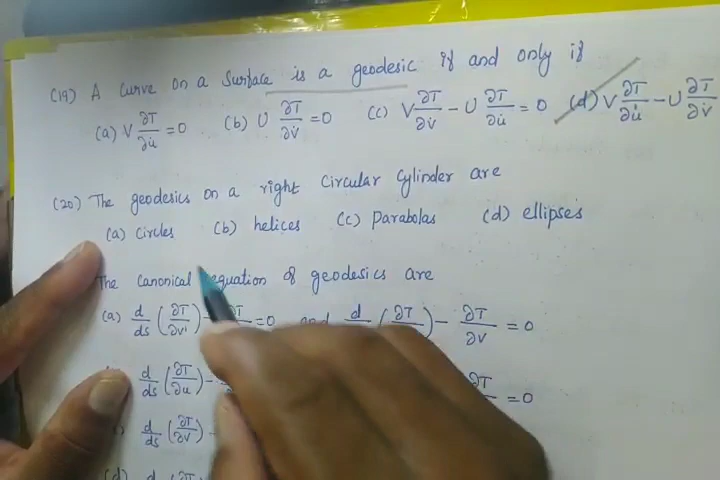 (19) A curve on a surface is a geodesic if and only if
(a) V ∂T/∂u̇ = 0 (b) U ∂T/∂v̇ = 0 (c) V ∂T/∂v̇ − U ∂T/∂u̇ = 0 (d) V ∂T/∂u̇ − U ∂T/∂v̇
(20) The geodesics on a right circular cylinder are
(a) circles (b) helices (c) parabolas (d) ellipses
The canonical equation of geodesics are
(a) d/ds (∂T/∂v') − ∂T = 0 and d/ds (∂T − ∂T/∂v = 0
d/ds (∂T/∂u) − ∂T = 0
d/ds (∂T/∂v) −
(d) d ∂T